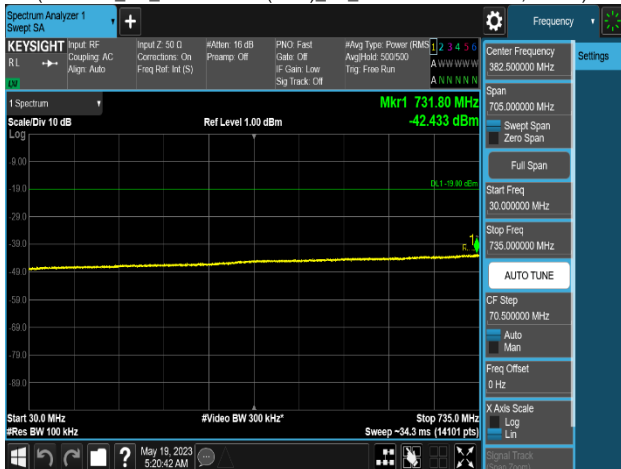 Spectrum Analyzer 1
Swept SA
Frequency
KEYSIGHT
RL
Input: RF
Coupling: AC
Align: Auto
Input Z: 50 Ω
Corrections: On
Freq Ref: Int (S)
#Atten: 16 dB
Preamp: Off
PNO: Fast
Gate: Off
IF Gain: Low
Sig Track: Off
#Avg Type: Power (RMS
Avg|Hold: 500/500
Trig: Free Run
1 2 3 4 5 6
A W W W W W
A N N N N N
1 Spectrum
Scale/Div 10 dB
Ref Level 1.00 dBm
Mkr1 731.80 MHz
-42.433 dBm
Log
-9.00
DL1 -19.00 dBm
-19.0
-29.0
-39.0
1
-49.0
-59.0
-69.0
-79.0
-89.0
Start 30.0 MHz
#Video BW 300 kHz*
Stop 735.0 MHz
#Res BW 100 kHz
Sweep ~34.3 ms (14101 pts)
May 19, 2023
5:20:42 AM
Settings
Center Frequency
382.500000 MHz
Span
705.000000 MHz
Swept Span
Zero Span
Full Span
Start Freq
30.000000 MHz
Stop Freq
735.000000 MHz
AUTO TUNE
CF Step
70.500000 MHz
Auto
Man
Freq Offset
0 Hz
X Axis Scale
Log
Lin
Signal Track
(Span Zoom)